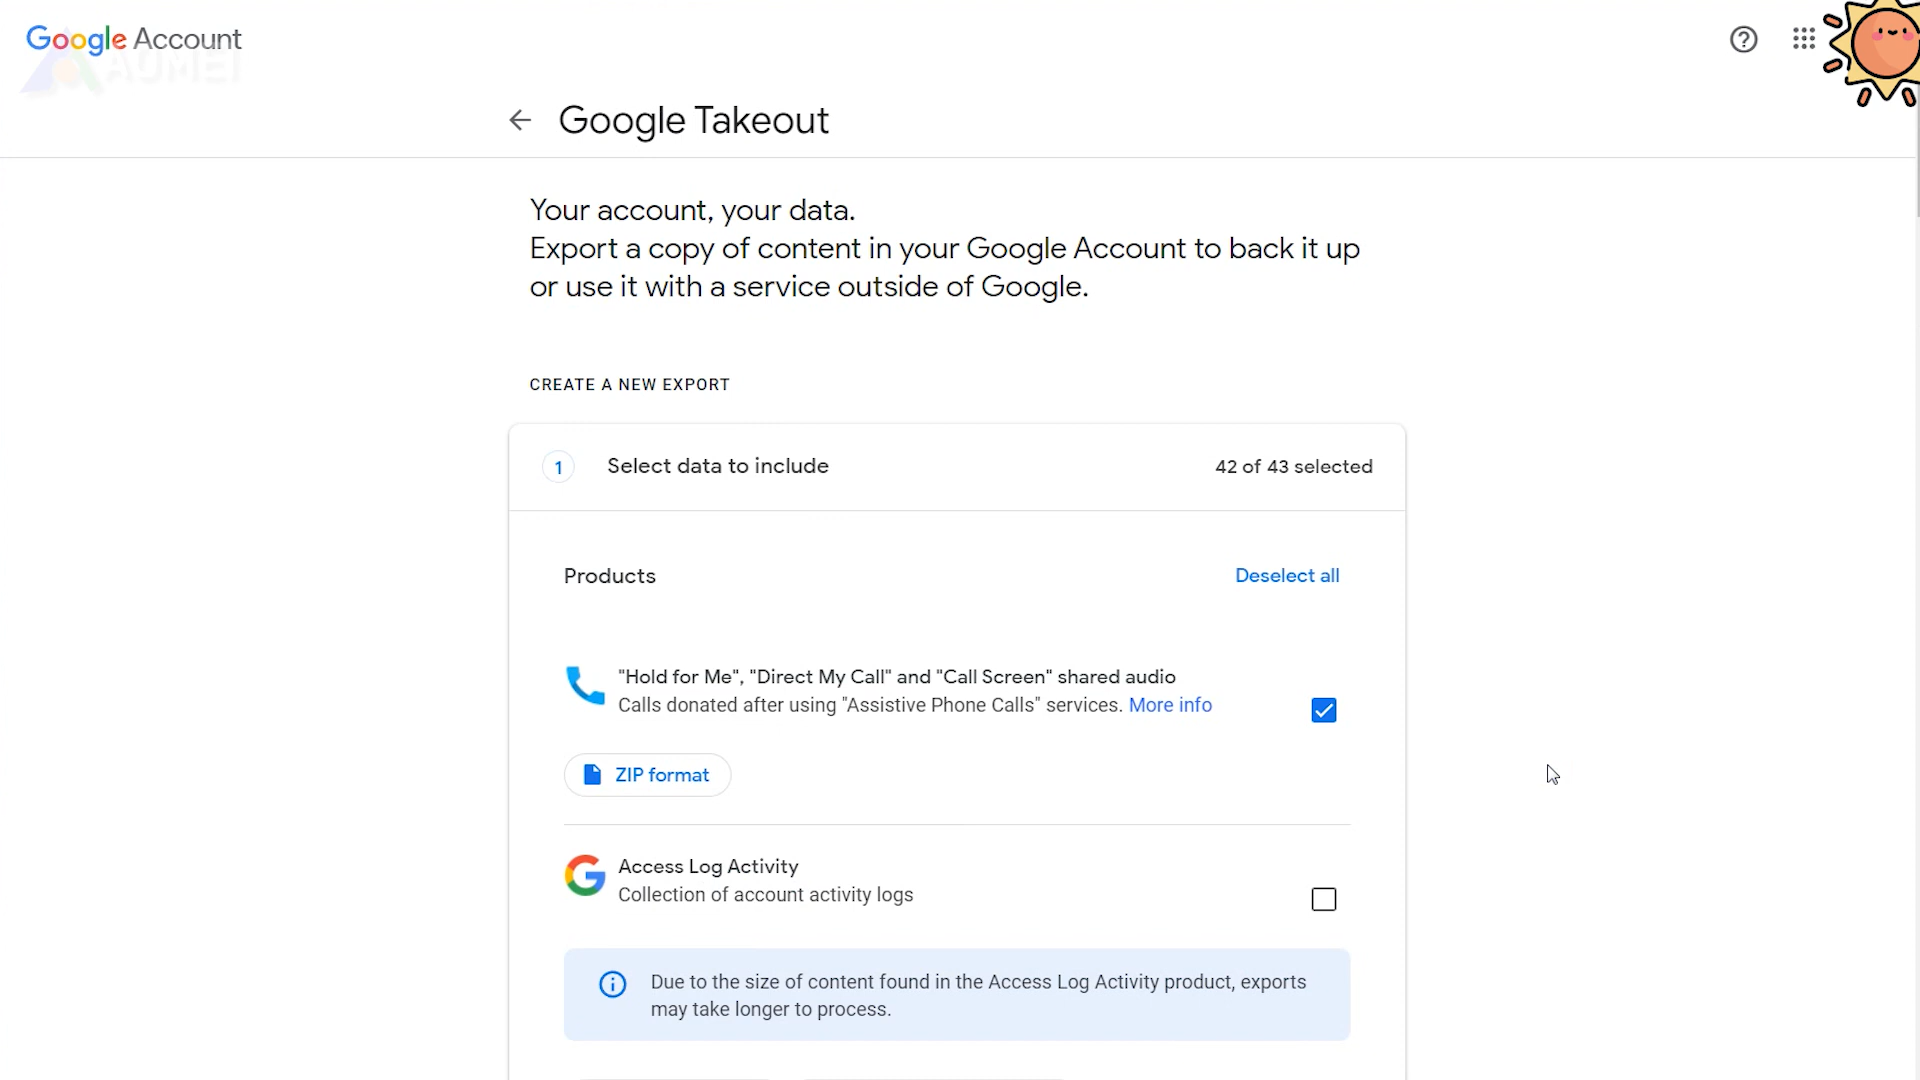 Google Account
AOMEI
Google Takeout
Your account, your data.
Export a copy of content in your Google Account to back it up
or use it with a service outside of Google.
CREATE A NEW EXPORT
1 Select data to include 42 of 43 selected
Products Deselect all
"Hold for Me", "Direct My Call" and "Call Screen" shared audio
Calls donated after using "Assistive Phone Calls" services. More info
ZIP format
Access Log Activity
Collection of account activity logs
Due to the size of content found in the Access Log Activity product, exports
may take longer to process.